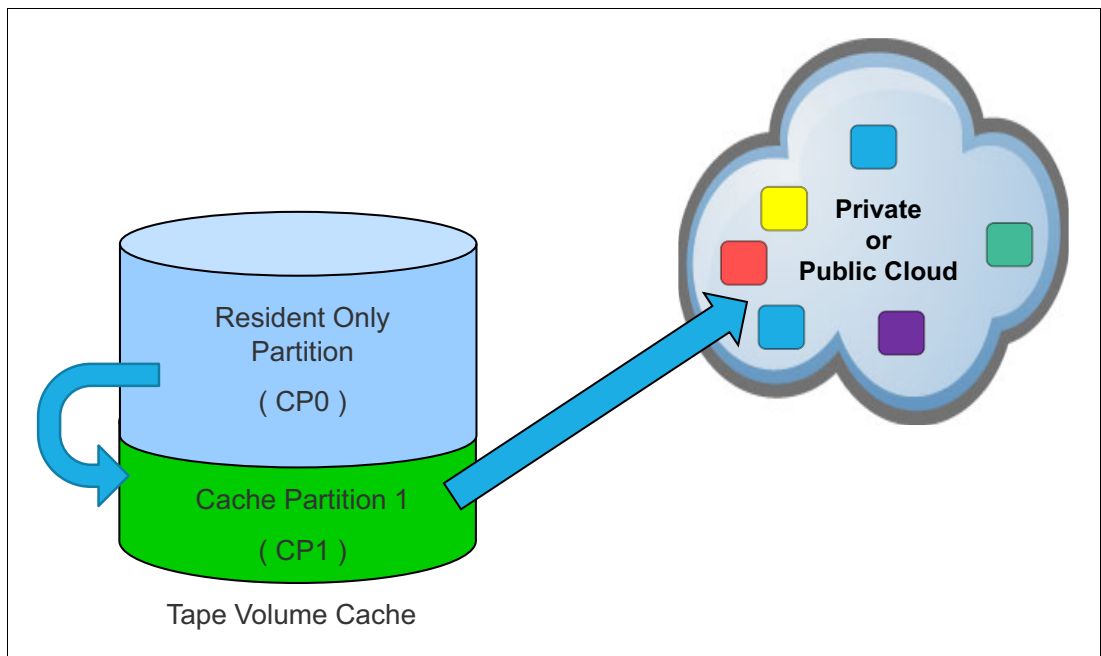 Private
or
Public Cloud
Resident Only
Partition
( CP0 )
Cache Partition 1
( CP1 )
Tape Volume Cache